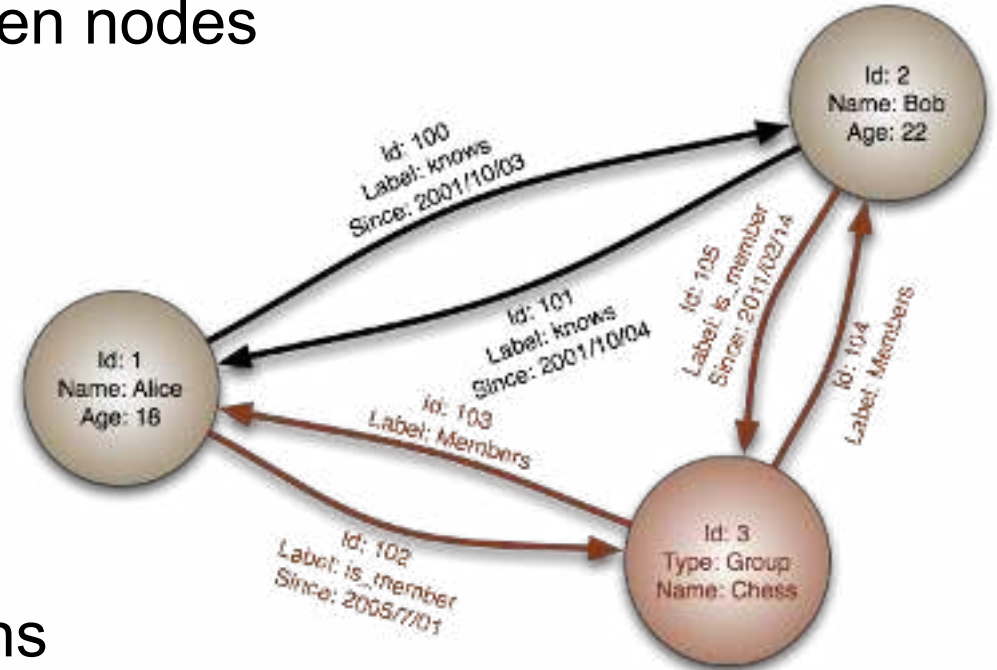 en nodes
Id: 2
Name: Bob
Age: 22
Id: 100
Label: knows
Since: 2001/10/03
Id: 101
Label: knows
Since: 2001/10/04
Id: 105
Label: is_member
Since: 2011/02/14
Id: 104
Label: Members
Id: 1
Name: Alice
Age: 18
Id: 103
Label: Members
Id: 102
Label: is_member
Since: 2005/7/01
Id: 3
Type: Group
Name: Chess
ns